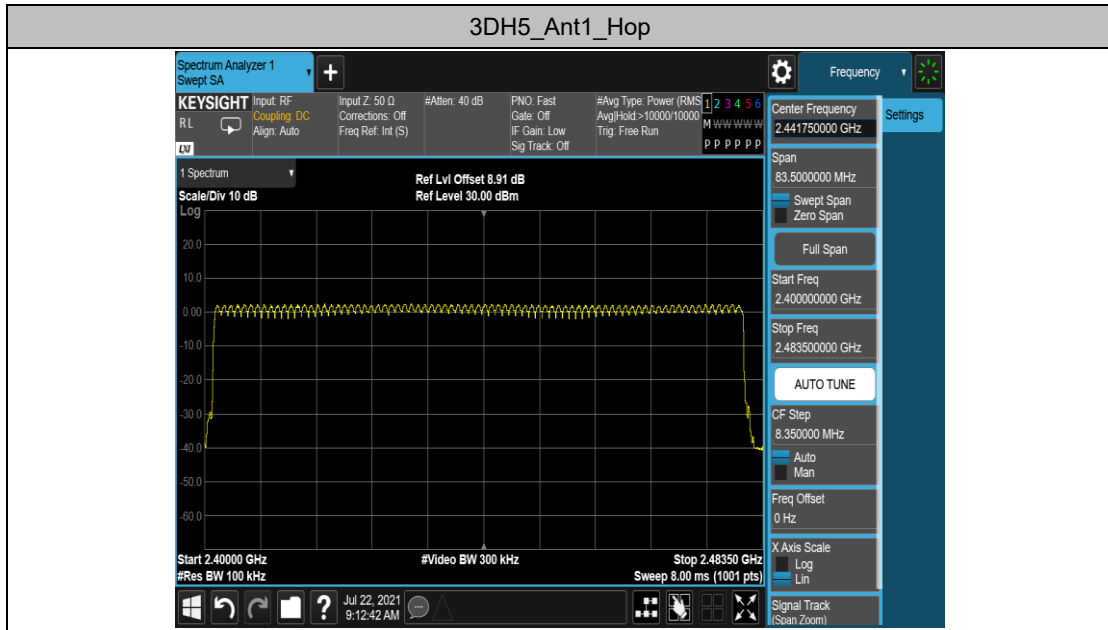 3DH5_Ant1_Hop
Spectrum Analyzer 1
Swept SA
Frequency
KEYSIGHT
RL
LXI
Input: RF
Coupling: DC
Align: Auto
Input Z: 50 Ω
Corrections: Off
Freq Ref: Int (S)
#Atten: 40 dB
PNO: Fast
Gate: Off
IF Gain: Low
Sig Track: Off
#Avg Type: Power (RMS
Avg|Hold:>10000/10000
Trig: Free Run
1 2 3 4 5 6
M W W W W W
P P P P P P
1 Spectrum
Scale/Div 10 dB
Ref Lvl Offset 8.91 dB
Ref Level 30.00 dBm
Log
20.0
10.0
0.00
-10.0
-20.0
-30.0
-40.0
-50.0
-60.0
Start 2.40000 GHz
#Res BW 100 kHz
#Video BW 300 kHz
Stop 2.48350 GHz
Sweep 8.00 ms (1001 pts)
Jul 22, 2021
9:12:42 AM
Center Frequency
2.441750000 GHz
Span
83.5000000 MHz
Swept Span
Zero Span
Full Span
Start Freq
2.400000000 GHz
Stop Freq
2.483500000 GHz
AUTO TUNE
CF Step
8.350000 MHz
Auto
Man
Freq Offset
0 Hz
X Axis Scale
Log
Lin
Signal Track
(Span Zoom)
Settings